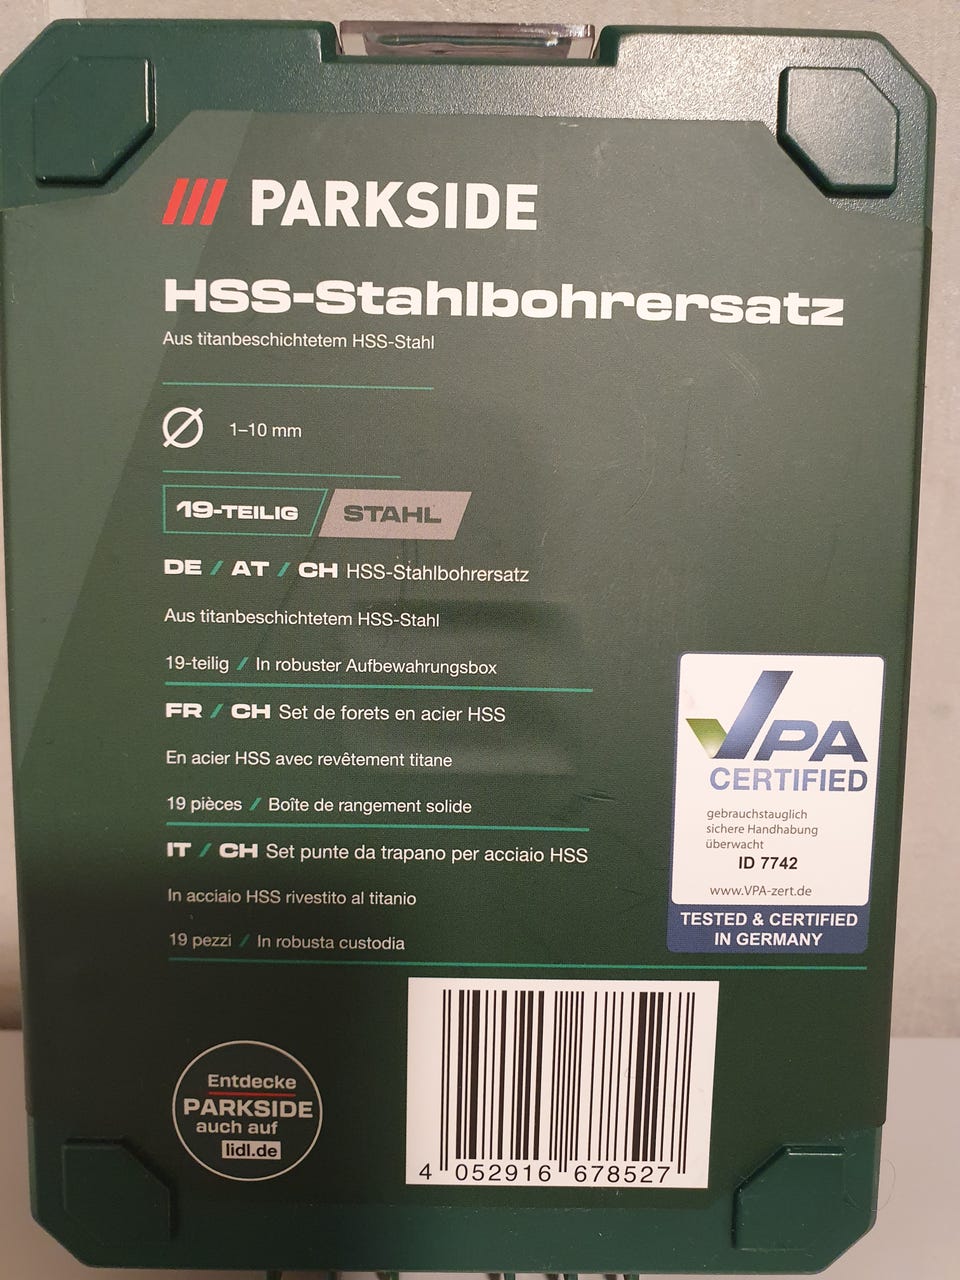 PARKSIDE
HSS-Stahlbohrersatz
Aus titanbeschichtetem HSS-Stahl
Ø 1–10 mm
19-TEILIG STAHL
DE / AT / CH HSS-Stahlbohrersatz
Aus titanbeschichtetem HSS-Stahl
19-teilig / In robuster Aufbewahrungsbox
FR / CH Set de forets en acier HSS
En acier HSS avec revêtement titane
19 pièces / Boîte de rangement solide
IT / CH Set punte da trapano per acciaio HSS
In acciaio HSS rivestito al titanio
19 pezzi / In robusta custodia
VPA
CERTIFIED
gebrauchstauglich
sichere Handhabung
überwacht
ID 7742
www.VPA-zert.de
TESTED & CERTIFIED
IN GERMANY
Entdecke
PARKSIDE
auch auf
lidl.de
4 052916 678527